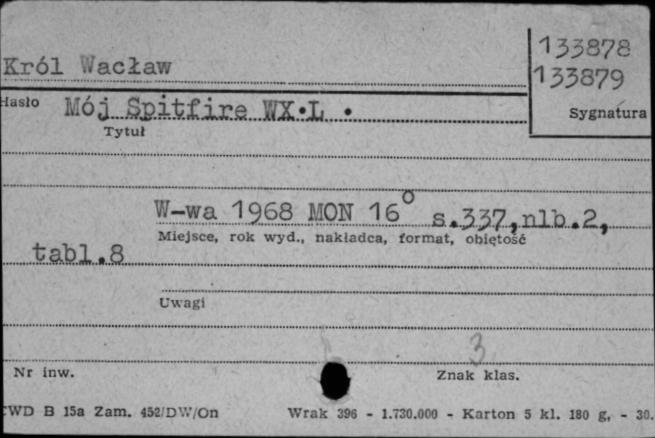 133878
Król Wacław
133879
Hasło Mój Spitfire WX·L .
Sygnatura
Tytuł
W-wa 1968 MON 16° s.337,nlb.2,
Miejsce, rok wyd., nakładca, format, objętość
tabl.8
Uwagi
3
Nr inw.
Znak klas.
CWD B 15a Zam. 452/DW/On Wrak 396 - 1.730.000 - Karton 5 kl. 180 g, - 30.